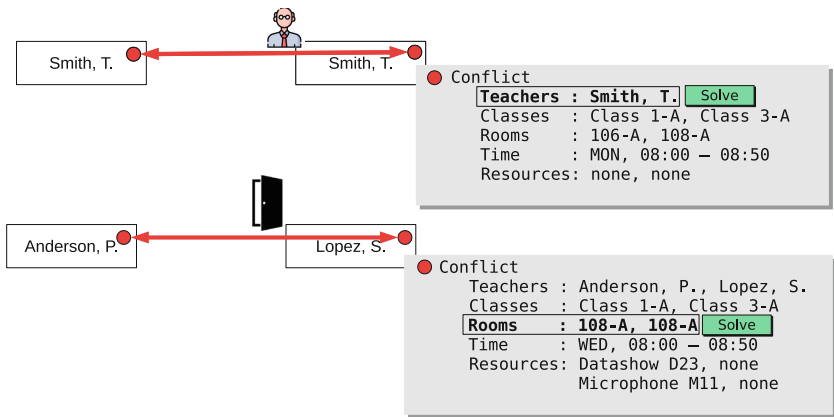 Smith, T.
Smith, T.
Conflict
Teachers : Smith, T. Solve
Classes : Class 1-A, Class 3-A
Rooms : 106-A, 108-A
Time : MON, 08:00 – 08:50
Resources: none, none
Anderson, P.
Lopez, S.
Conflict
Teachers : Anderson, P., Lopez, S.
Classes : Class 1-A, Class 3-A
Rooms : 108-A, 108-A Solve
Time : WED, 08:00 – 08:50
Resources: Datashow D23, none
Microphone M11, none